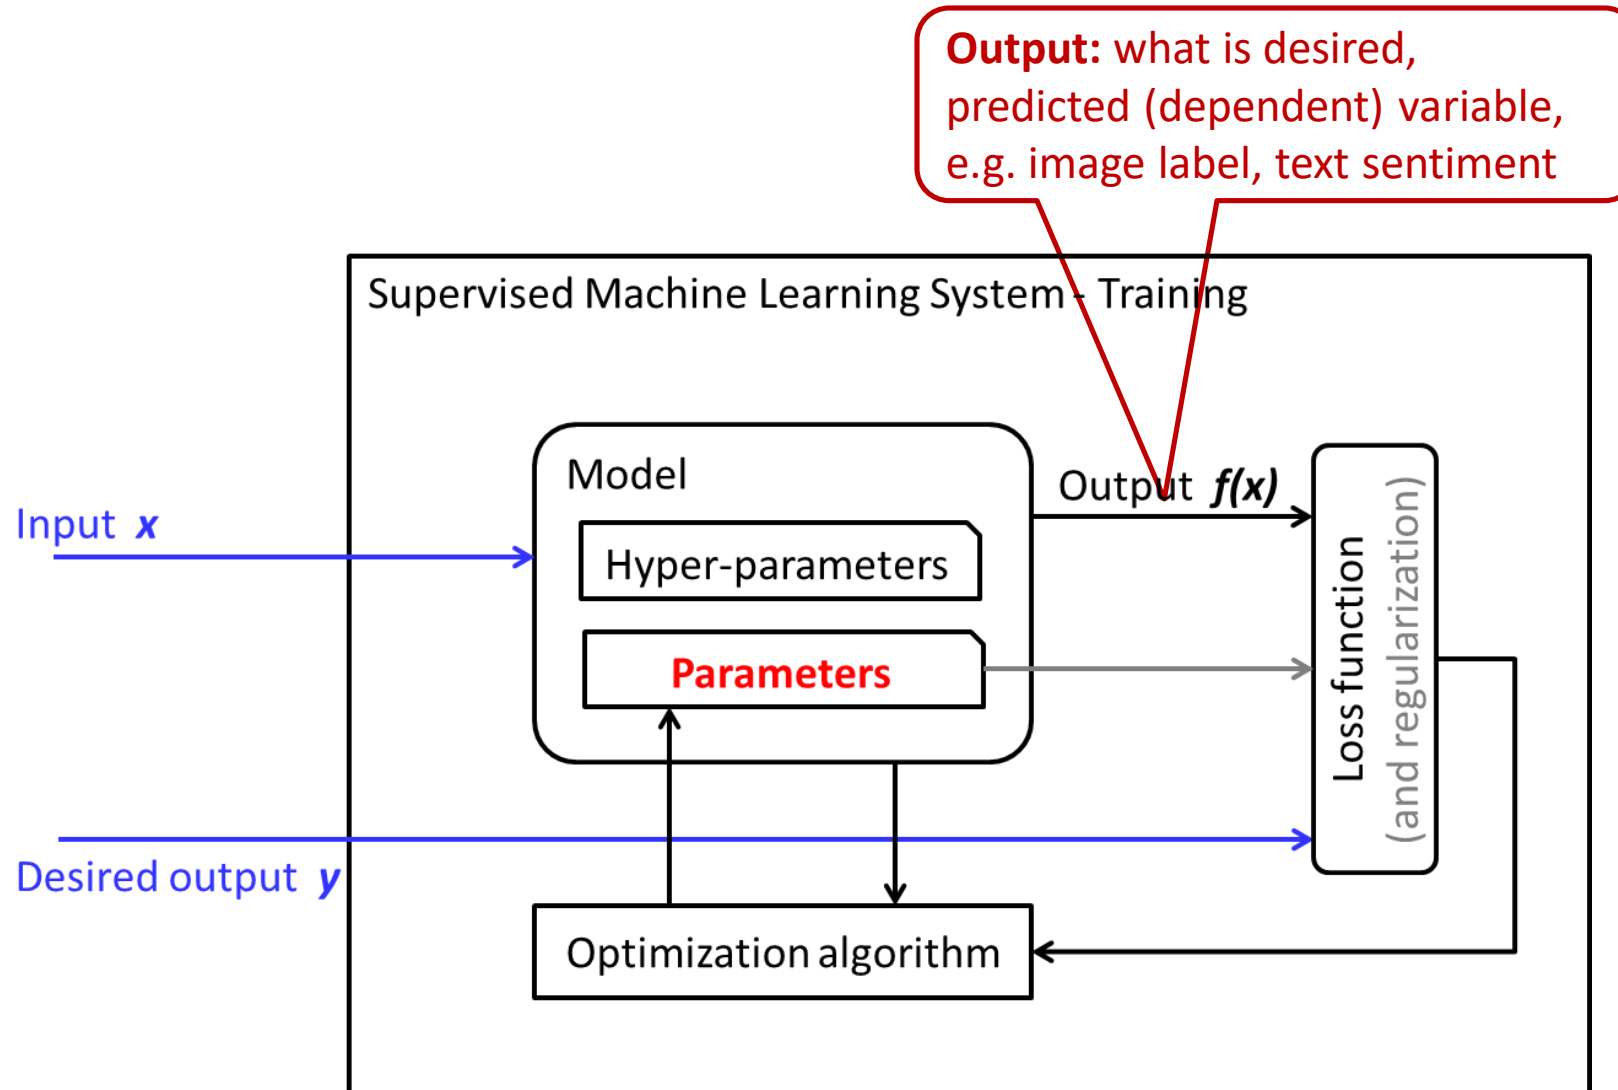 Output: what is desired,
predicted (dependent) variable,
e.g. image label, text sentiment
Supervised Machine Learning System - Training
Model
Output f(x)
Input x
Hyper-parameters
Parameters
Loss function
(and regularization)
Desired output y
Optimization algorithm